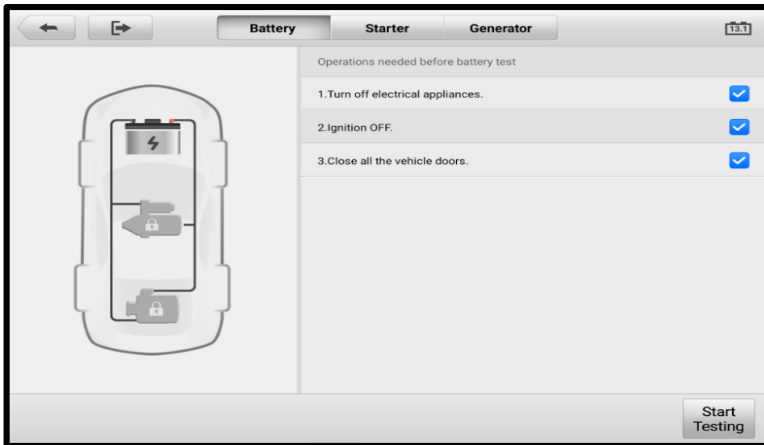 Battery
Starter
Generator
13.1
Operations needed before battery test
1.Turn off electrical appliances.
2.Ignition OFF.
3.Close all the vehicle doors.
Start
Testing